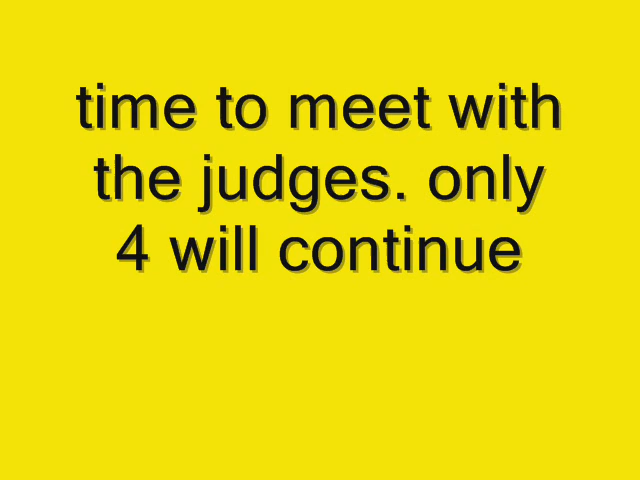 time to meet with
the judges. only
4 will continue